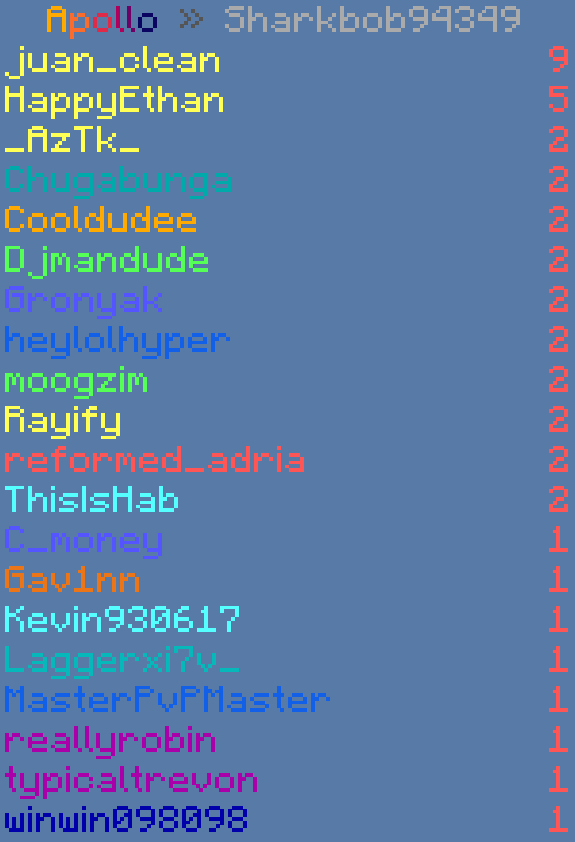 Apollo » Sharkbob94349
juan_clean 9
HappyEthan 5
_AzTk_ 2
Chugabunga 2
Cooldudee 2
Djmandude 2
Gronyak 2
heylolhyper 2
moogzim 2
Rayify 2
reformed_adria 2
ThisIsHab 2
C_money 1
Gav1nn 1
Kevin930617 1
Laggerxi7v_ 1
MasterPvPMaster 1
reallyrobin 1
typicaltrevon 1
winwin098098 1